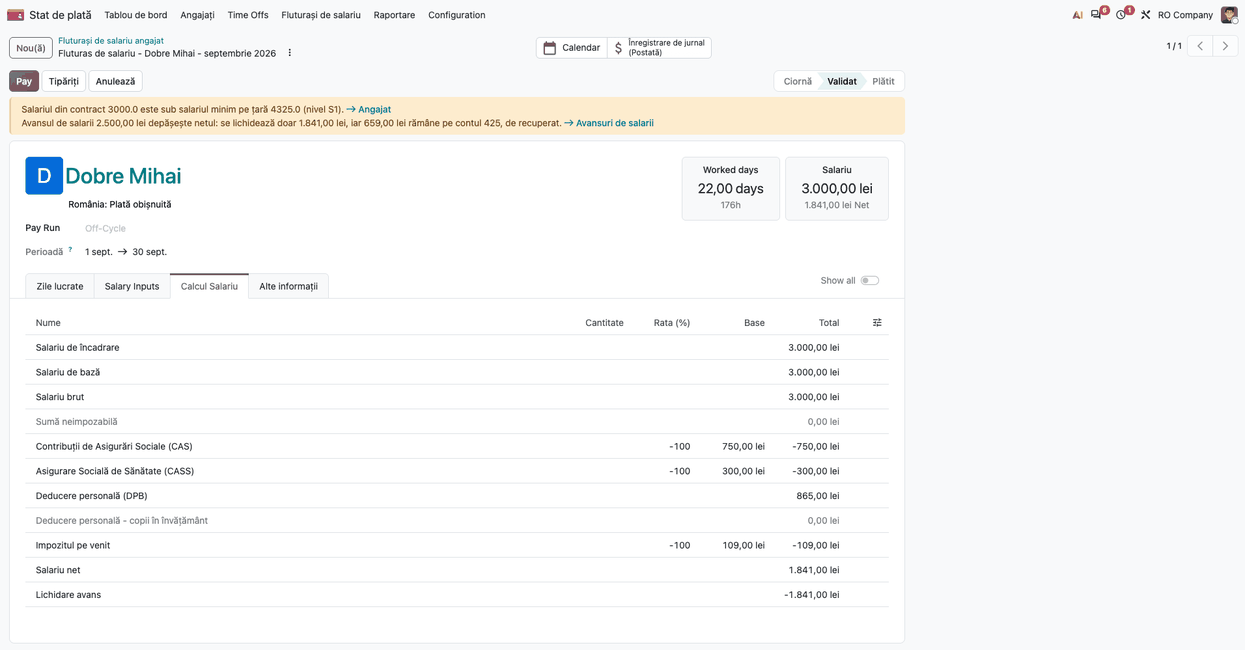 Stat de plată Tablou de bord Angajați Time Offs Fluturași de salariu Raportare Configuration AI 6 1 RO Company
Nou(ă) Fluturași de salariu angajat
Fluturas de salariu - Dobre Mihai - septembrie 2026
Calendar
Înregistrare de jurnal
(Postată)
1 / 1
Pay Tipăriți Anulează Ciornă Validat Plătit
Salariul din contract 3000.0 este sub salariul minim pe țară 4325.0 (nivel S1). → Angajat
Avansul de salarii 2.500,00 lei depășește netul: se lichidează doar 1.841,00 lei, iar 659,00 lei rămâne pe contul 425, de recuperat. → Avansuri de salarii
D Dobre Mihai
România: Plată obișnuită
Worked days
22,00 days
176h
Salariu
3.000,00 lei
1.841,00 lei Net
Pay Run Off-Cycle
Perioadă ? 1 sept. → 30 sept.
Zile lucrate Salary Inputs Calcul Salariu Alte informații Show all
Nume Cantitate Rata (%) Base Total
Salariu de încadrare 3.000,00 lei
Salariu de bază 3.000,00 lei
Salariu brut 3.000,00 lei
Sumă neimpozabilă 0,00 lei
Contribuții de Asigurări Sociale (CAS) -100 750,00 lei -750,00 lei
Asigurare Socială de Sănătate (CASS) -100 300,00 lei -300,00 lei
Deducere personală (DPB) 865,00 lei
Deducere personală - copii în învățământ 0,00 lei
Impozitul pe venit -100 109,00 lei -109,00 lei
Salariu net 1.841,00 lei
Lichidare avans -1.841,00 lei